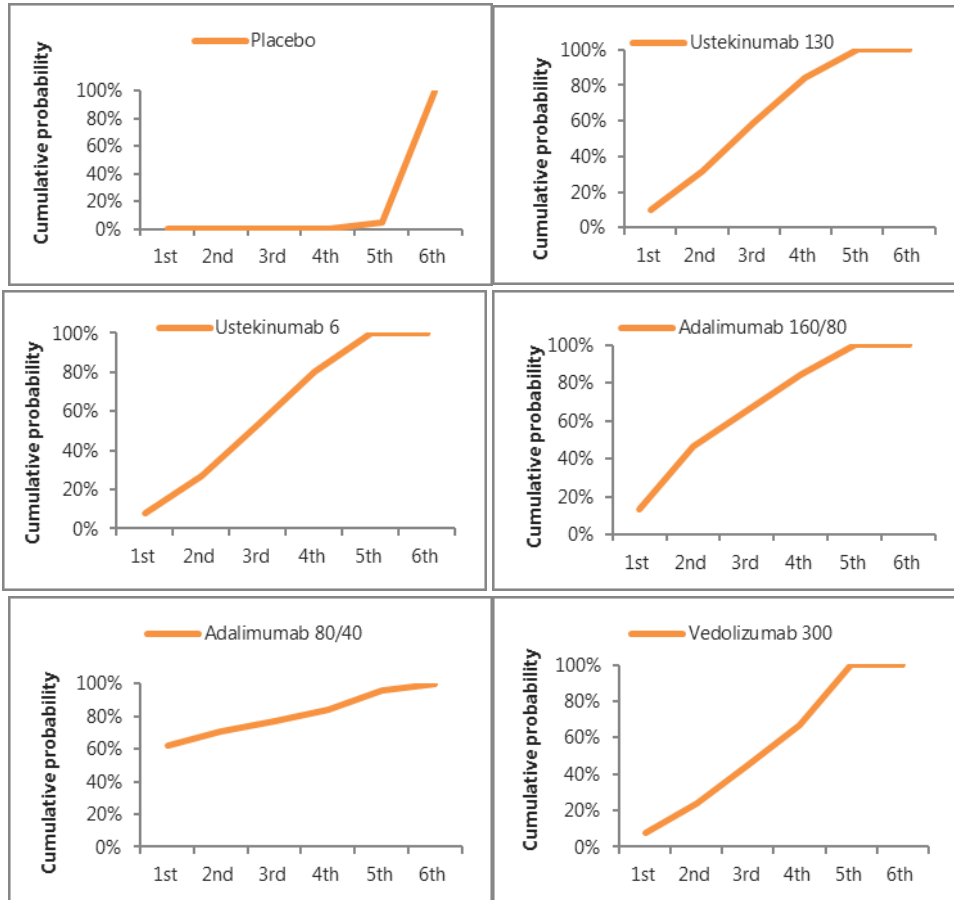 Placebo
Cumulative probability
100%
80%
60%
40%
20%
0%
1st 2nd 3rd 4th 5th 6th
Ustekinumab 130
Cumulative probability
100%
80%
60%
40%
20%
0%
1st 2nd 3rd 4th 5th 6th
Ustekinumab 6
Cumulative probability
100%
80%
60%
40%
20%
0%
1st 2nd 3rd 4th 5th 6th
Adalimumab 160/80
Cumulative probability
100%
80%
60%
40%
20%
0%
1st 2nd 3rd 4th 5th 6th
Adalimumab 80/40
Cumulative probability
100%
80%
60%
40%
20%
0%
1st 2nd 3rd 4th 5th 6th
Vedolizumab 300
Cumulative probability
100%
80%
60%
40%
20%
0%
1st 2nd 3rd 4th 5th 6th